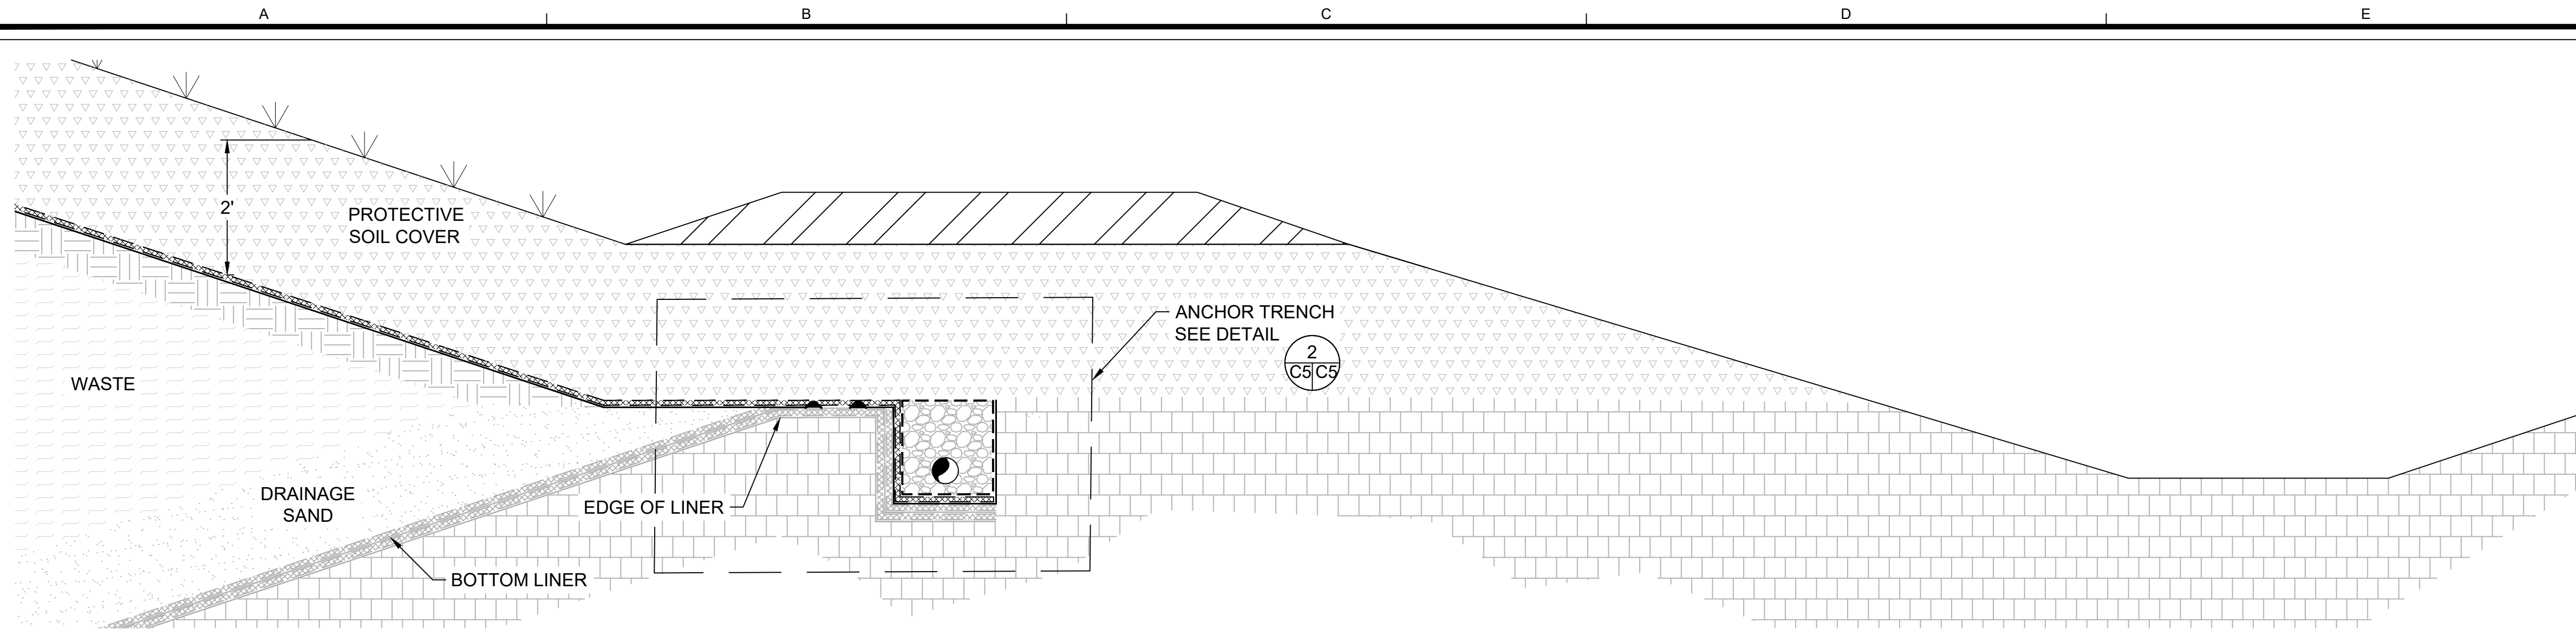 A
B
C
D
E
2'
PROTECTIVE
SOIL COVER
ANCHOR TRENCH
SEE DETAIL
2
C5 C5
WASTE
DRAINAGE
SAND
EDGE OF LINER
BOTTOM LINER